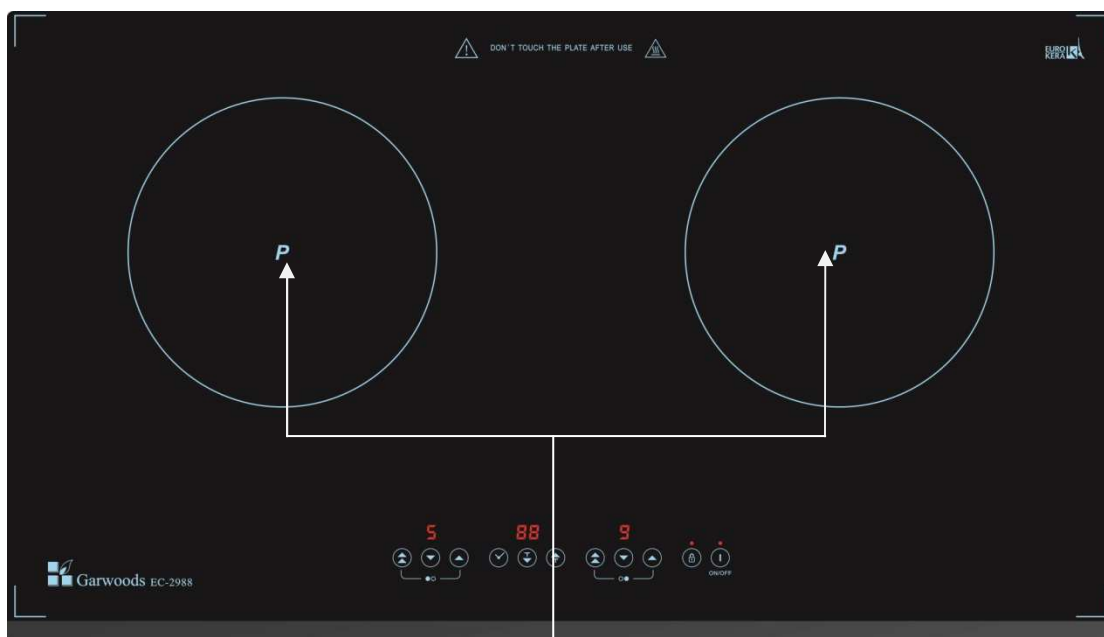 DON'T TOUCH THE PLATE AFTER USE
EURO
KERA K
P
P
5
88
9
Garwoods EC-2988
ON/OFF